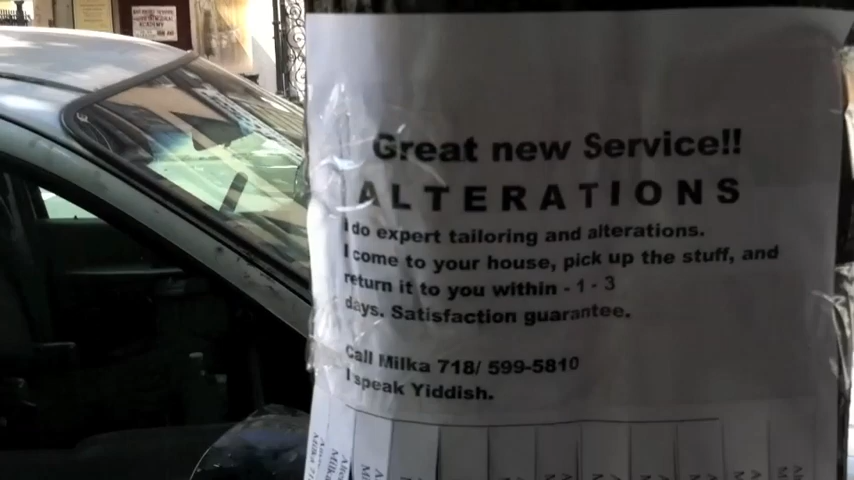 Great new Service!!
ALTERATIONS
I do expert tailoring and alterations.
I come to your house, pick up the stuff, and
return it to you within - 1 - 3
days. Satisfaction guarantee.
Call Milka 718/ 599-5810
I speak Yiddish.